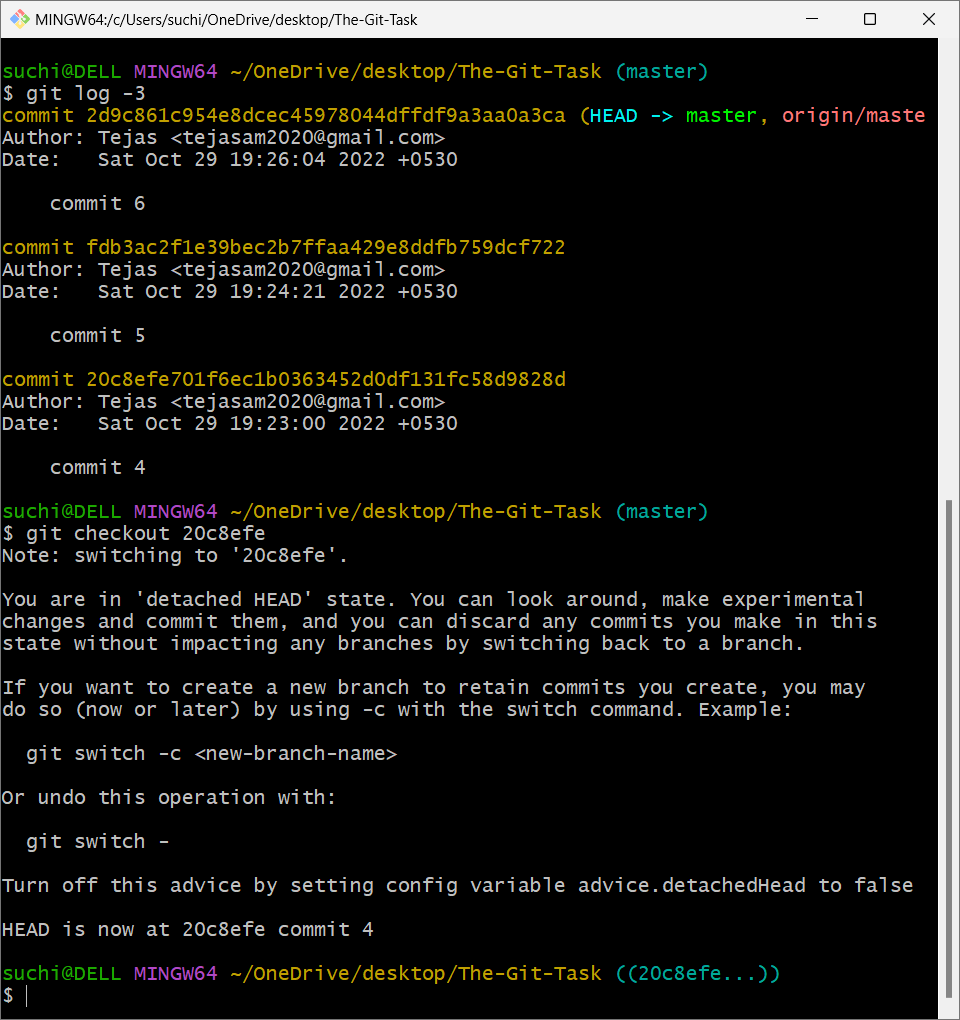 MINGW64:/c/Users/suchi/OneDrive/desktop/The-Git-Task
suchi@DELL MINGW64 ~/OneDrive/desktop/The-Git-Task (master)
$ git log -3
commit 2d9c861c954e8dcec45978044dffdf9a3aa0a3ca (HEAD -> master, origin/maste
Author: Tejas <tejasam2020@gmail.com>
Date:   Sat Oct 29 19:26:04 2022 +0530
    commit 6
commit fdb3ac2f1e39bec2b7ffaa429e8ddfb759dcf722
Author: Tejas <tejasam2020@gmail.com>
Date:   Sat Oct 29 19:24:21 2022 +0530
    commit 5
commit 20c8efe701f6ec1b0363452d0df131fc58d9828d
Author: Tejas <tejasam2020@gmail.com>
Date:   Sat Oct 29 19:23:00 2022 +0530
    commit 4
suchi@DELL MINGW64 ~/OneDrive/desktop/The-Git-Task (master)
$ git checkout 20c8efe
Note: switching to '20c8efe'.
You are in 'detached HEAD' state. You can look around, make experimental
changes and commit them, and you can discard any commits you make in this
state without impacting any branches by switching back to a branch.
If you want to create a new branch to retain commits you create, you may
do so (now or later) by using -c with the switch command. Example:
  git switch -c <new-branch-name>
Or undo this operation with:
  git switch -
Turn off this advice by setting config variable advice.detachedHead to false
HEAD is now at 20c8efe commit 4
suchi@DELL MINGW64 ~/OneDrive/desktop/The-Git-Task ((20c8efe...))
$